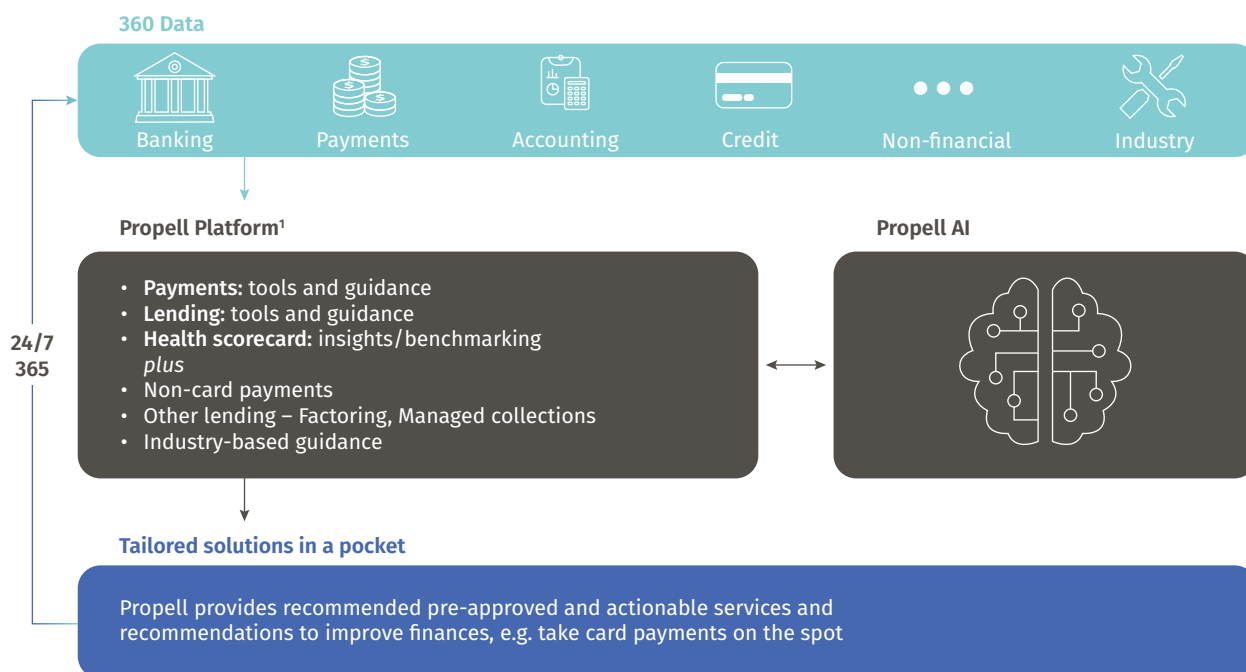 360 Data
Banking
Payments
Accounting
Credit
Non-financial
Industry
Propell Platform¹
Propell AI
• Payments: tools and guidance
• Lending: tools and guidance
• Health scorecard: insights/benchmarking
plus
• Non-card payments
• Other lending – Factoring, Managed collections
• Industry-based guidance
24/7
365
Tailored solutions in a pocket
Propell provides recommended pre-approved and actionable services and
recommendations to improve finances, e.g. take card payments on the spot